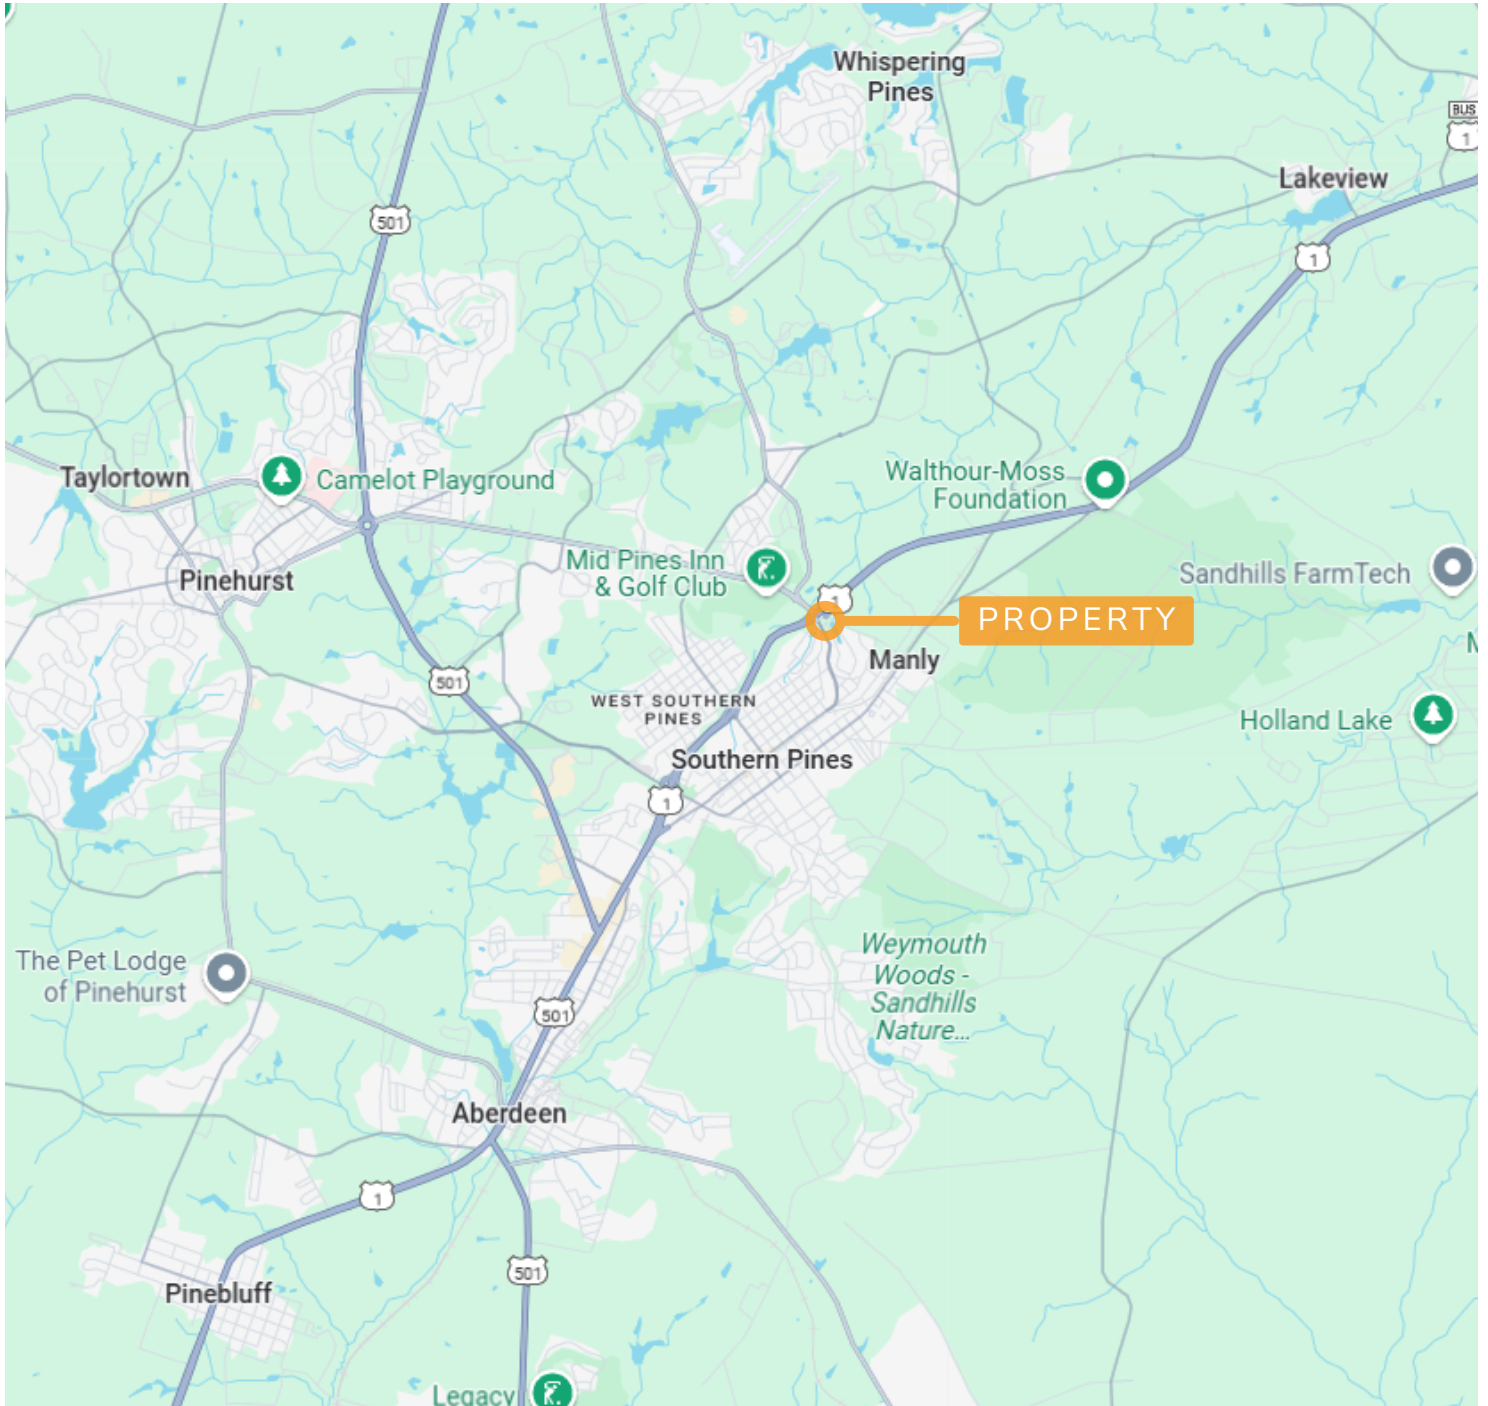 Whispering
Pines
BUS
1
Lakeview
501
1
Taylortown
Camelot Playground
Walthour-Moss
Foundation
Mid Pines Inn
& Golf Club
Sandhills FarmTech
Pinehurst
1
PROPERTY
Manly
501
WEST SOUTHERN
PINES
Holland Lake
Southern Pines
1
Weymouth
Woods -
Sandhills
Nature...
The Pet Lodge
of Pinehurst
501
Aberdeen
1
501
Pinebluff
Legacy